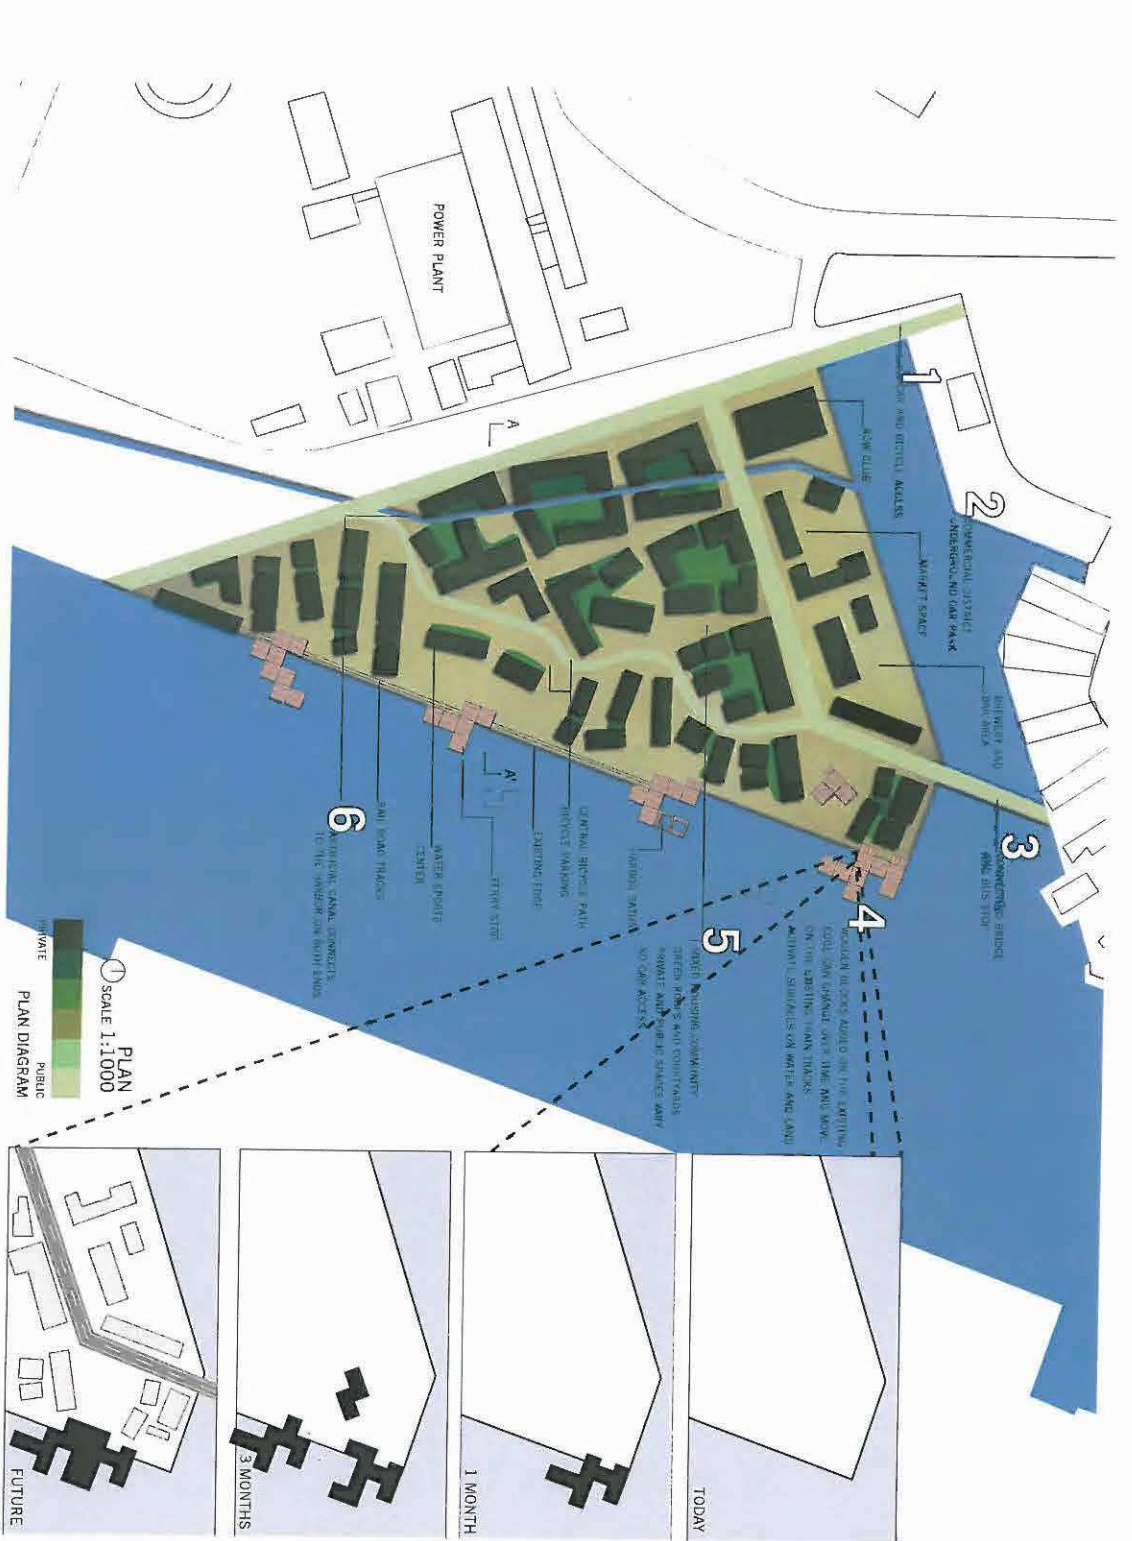 POWER PLANT
1
CAR AND BICYCLE ACCESS
ROW CLUB
2
COMMERCIAL DISTRICT
UNDERGROUND CAR PARK
MARKET SPACE
BREWERY AND
BAR AREA
3
BRIDGE
BUS STOP
4
WOODEN BLOCKS ADDED ON THE EXISTING
EDGE CAN CHANGE OVER TIME AND MOVE
ON THE EXISTING TRAIN TRACKS
ACTIVATE SURFACES ON WATER AND LAND
5
MIXED HOUSING COMMUNITY
GREEN ROOFS AND COURTYARDS
PRIVATE AND PUBLIC SPACES VARY
NO CAR ACCESS
HARBOR BATH
CENTRAL BICYCLE PATH
BICYCLE PARKING
EXISTING EDGE
FERRY STOP
WATER SPORTS
CENTER
RAIL ROAD TRACKS
6
ARTIFICIAL CANAL CONNECTS
TO THE HARBOR ON BOTH ENDS
A
A'
PLAN
SCALE 1:1000
PRIVATE
PUBLIC
PLAN DIAGRAM
TODAY
1 MONTH
3 MONTHS
FUTURE